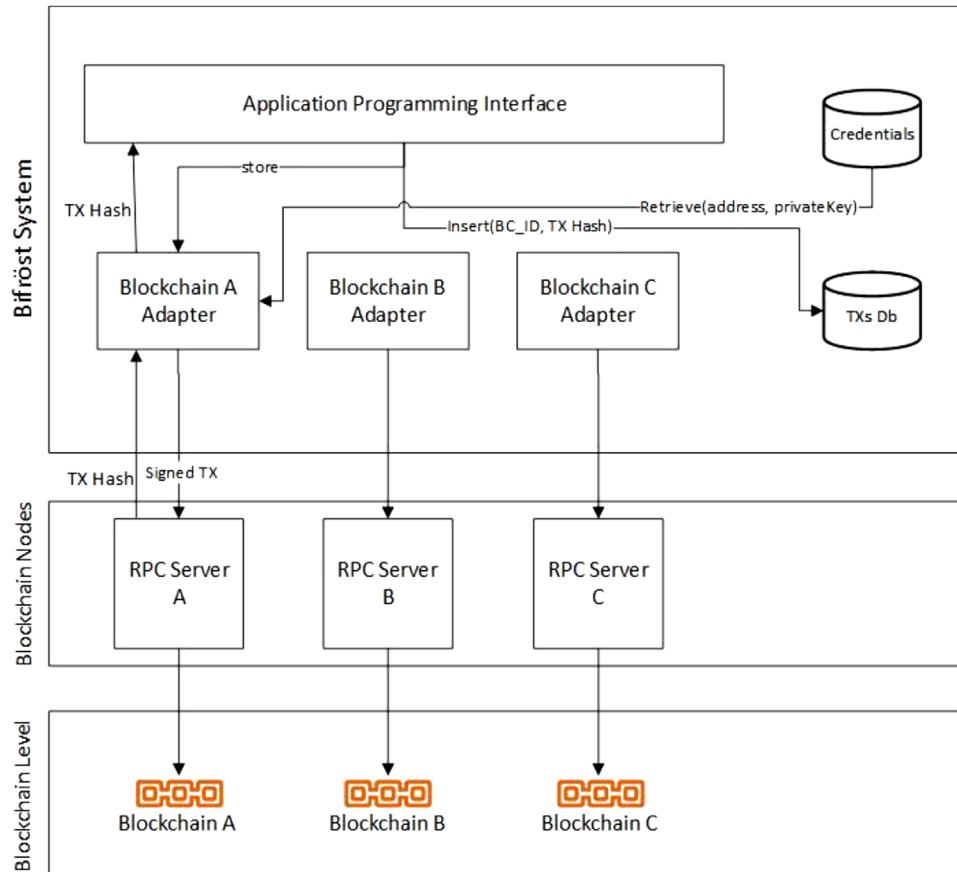 Bifröst System
Application Programming Interface
Credentials
store
TX Hash
Retrieve(address, privateKey)
Insert(BC_ID, TX Hash)
Blockchain A
Adapter
Blockchain B
Adapter
Blockchain C
Adapter
TXs Db
TX Hash
Signed TX
Blockchain Nodes
RPC Server
A
RPC Server
B
RPC Server
C
Blockchain Level
Blockchain A
Blockchain B
Blockchain C